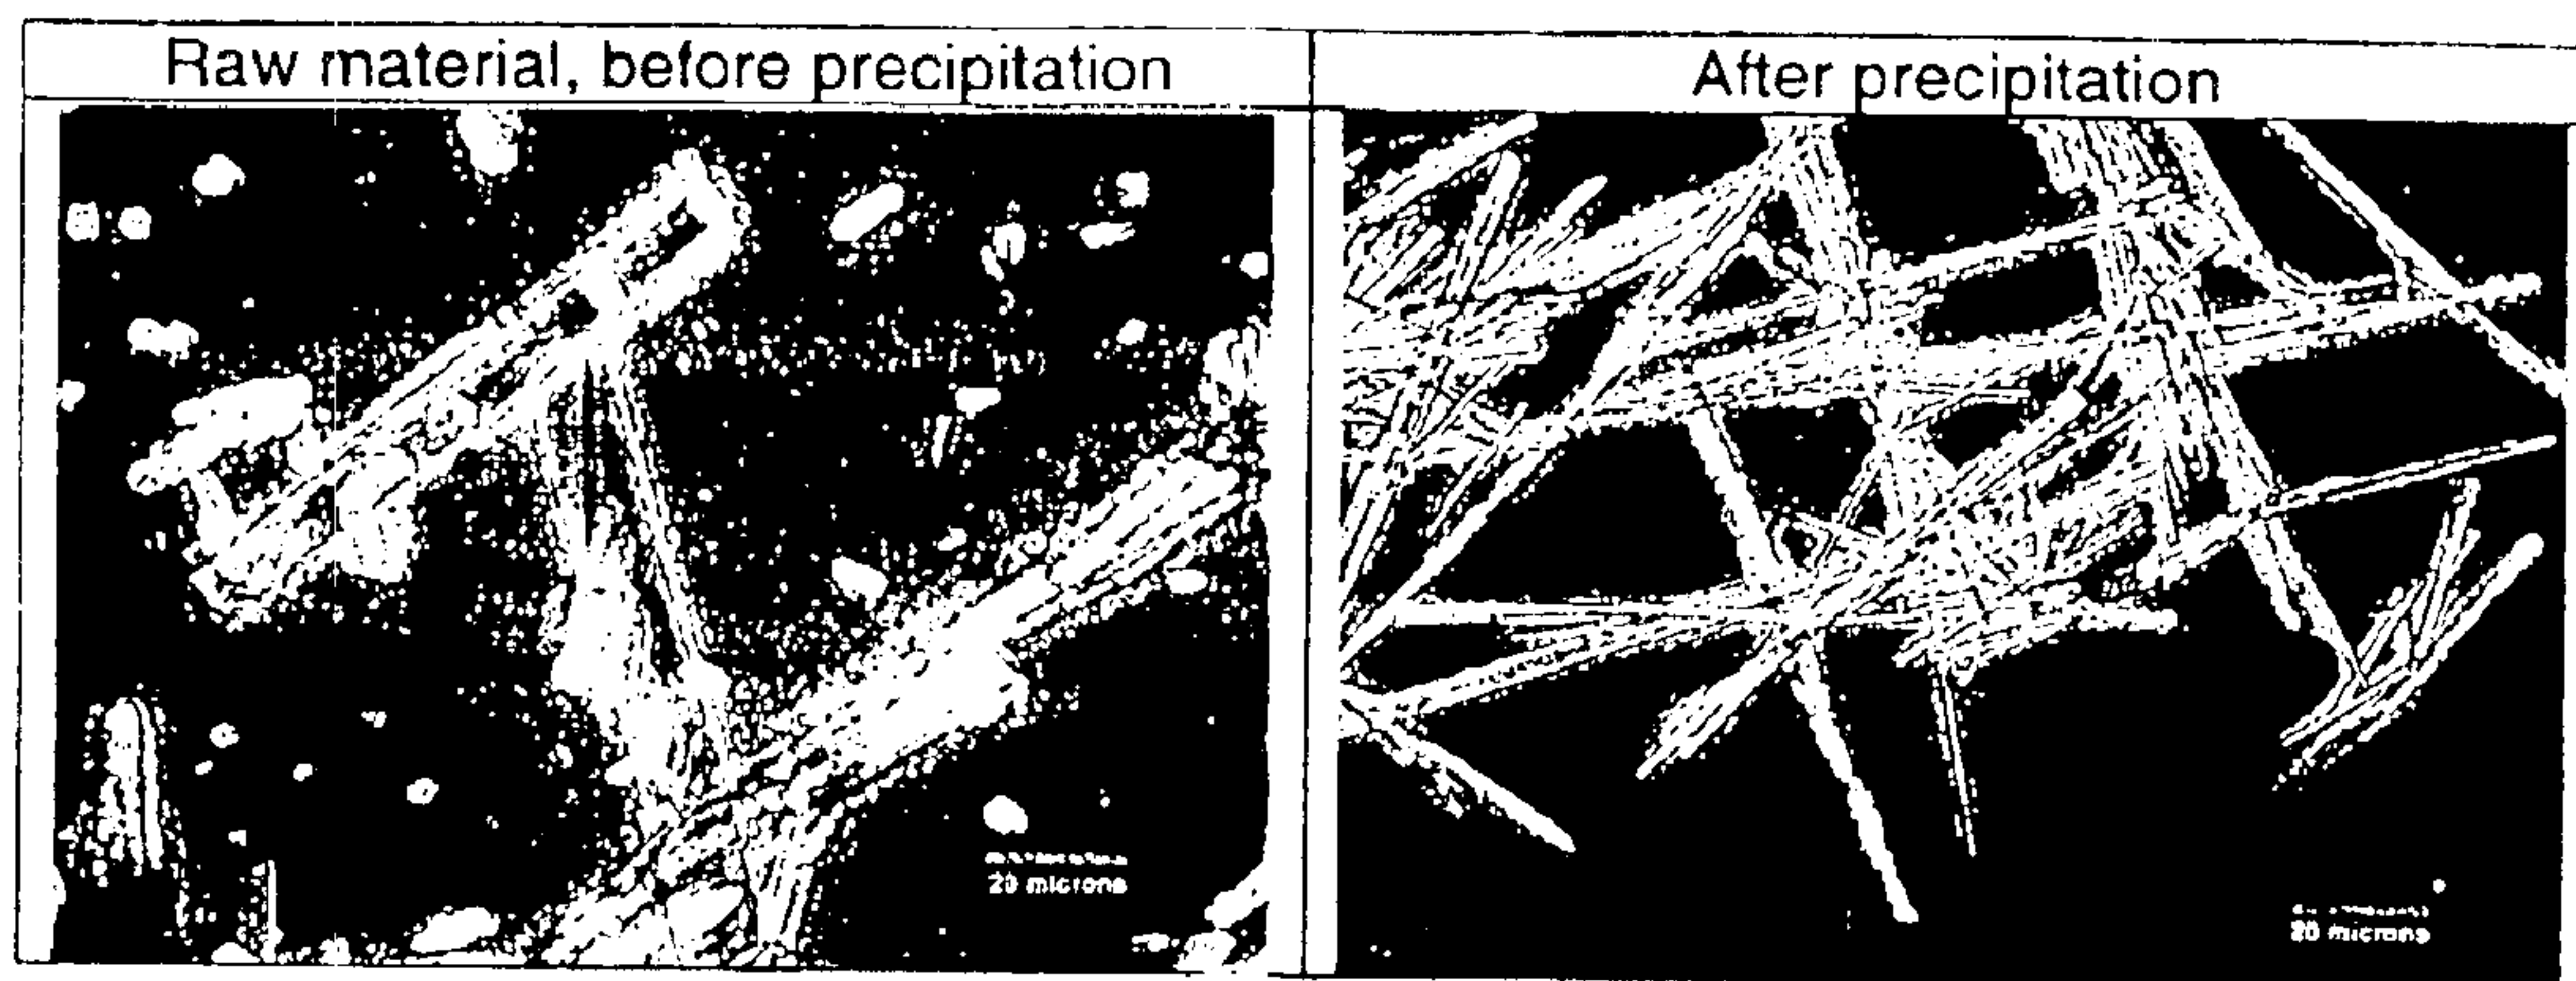 Raw material, before precipitation
After precipitation
20 microns
20 microns